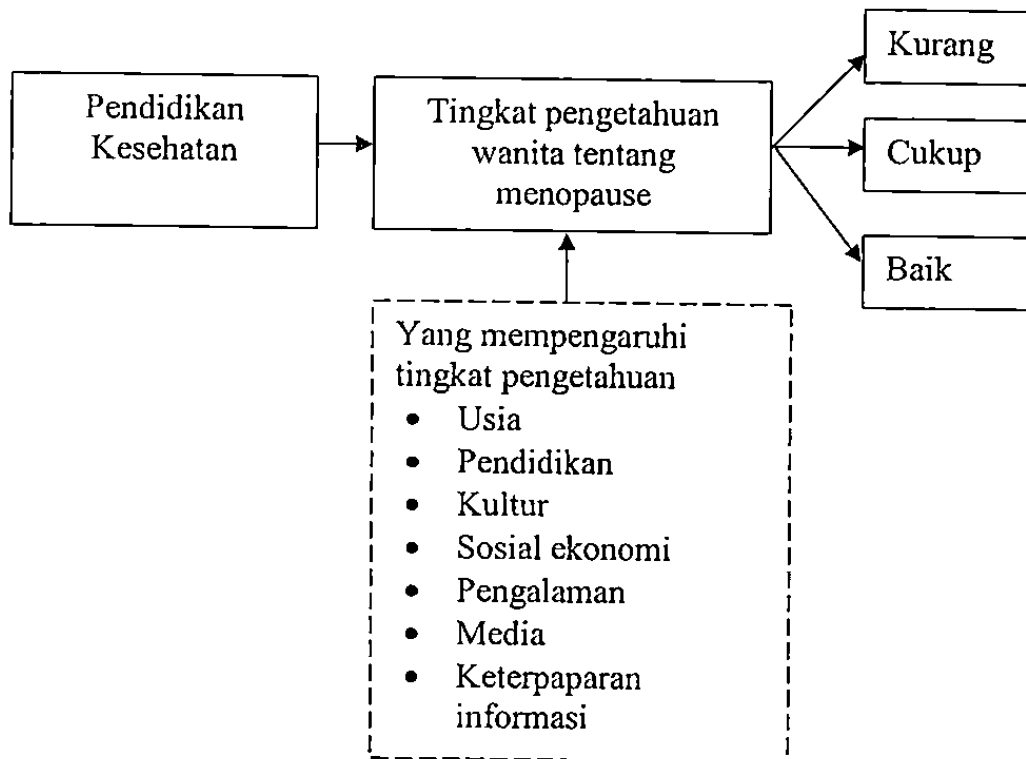 Pendidikan
Kesehatan
Tingkat pengetahuan
wanita tentang
menopause
Kurang
Cukup
Baik
Yang mempengaruhi
tingkat pengetahuan
• Usia
• Pendidikan
• Kultur
• Sosial ekonomi
• Pengalaman
• Media
• Keterpaparan
informasi